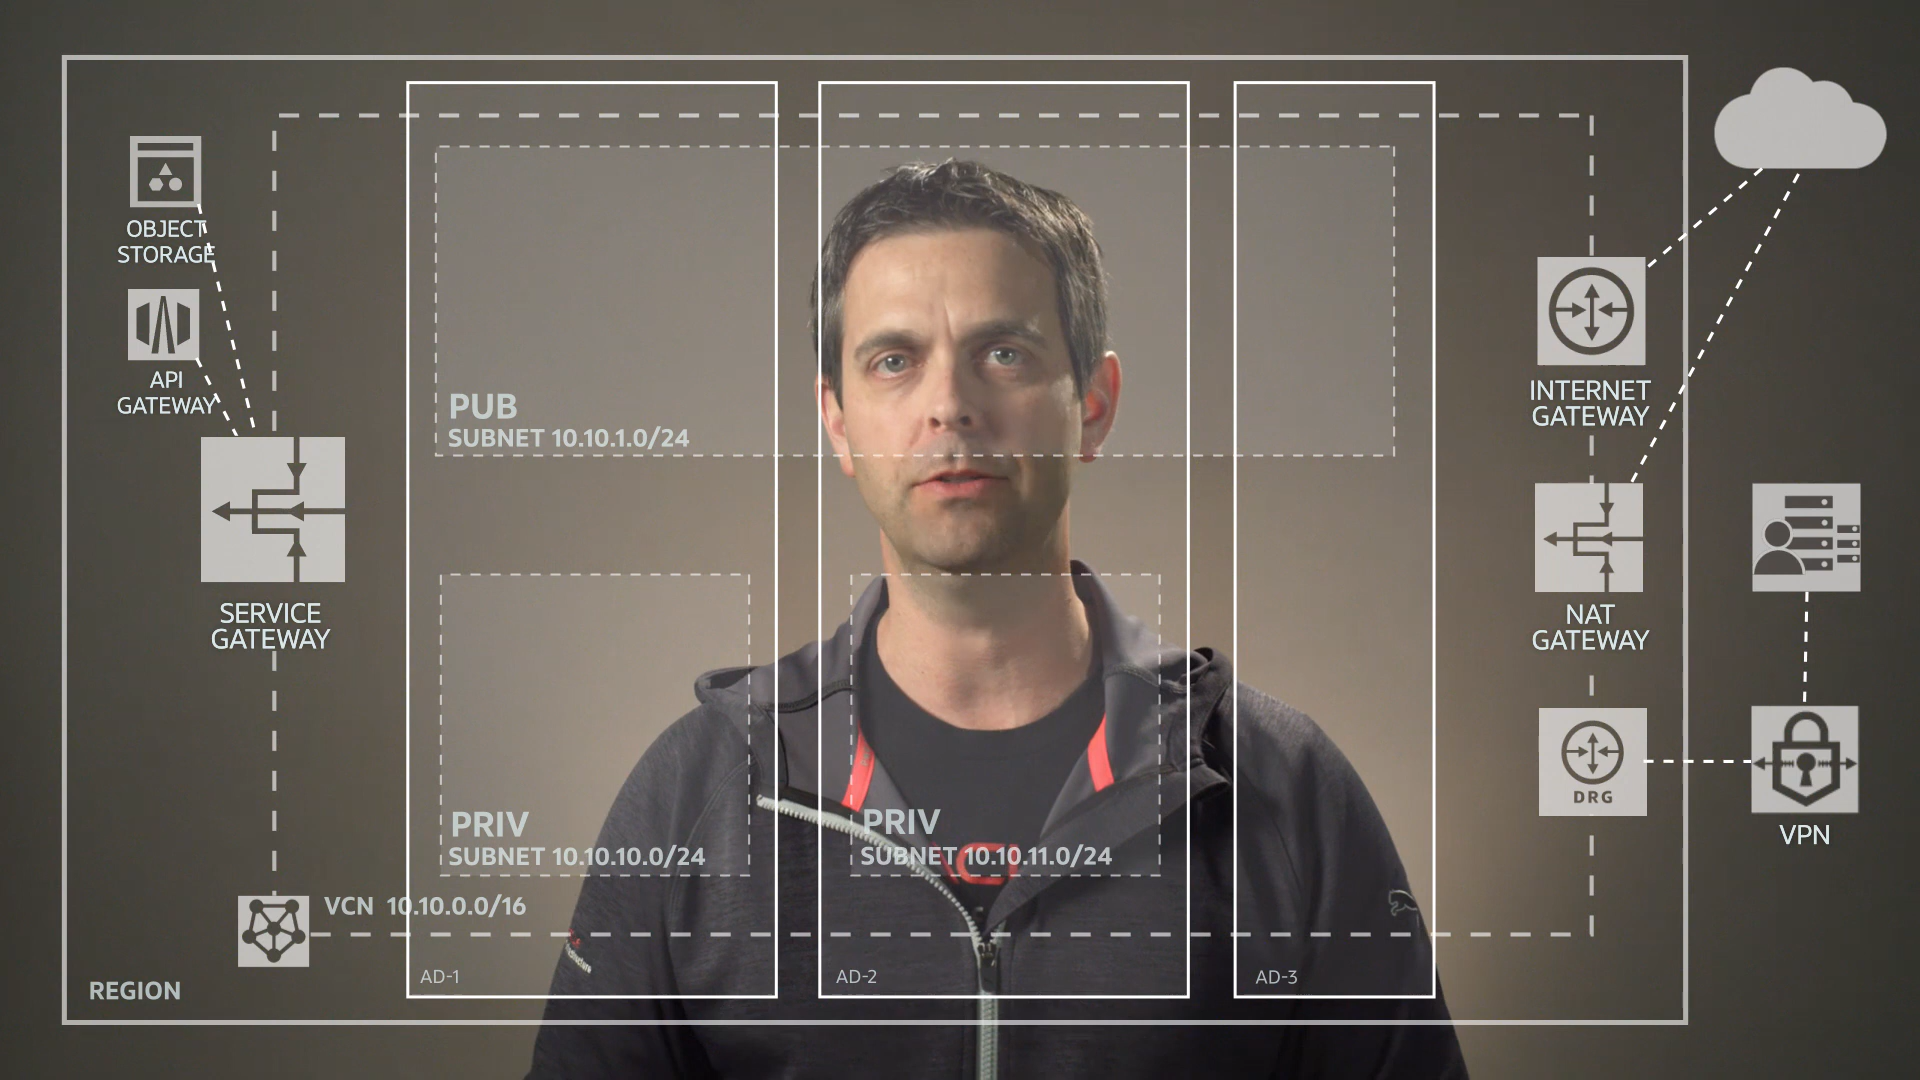 OBJECT
STORAGE
API
GATEWAY
SERVICE
GATEWAY
PUB
SUBNET 10.10.1.0/24
PRIV
SUBNET 10.10.10.0/24
PRIV
SUBNET 10.10.11.0/24
VCN 10.10.0.0/16
REGION
AD-1
AD-2
AD-3
INTERNET
GATEWAY
NAT
GATEWAY
DRG
VPN